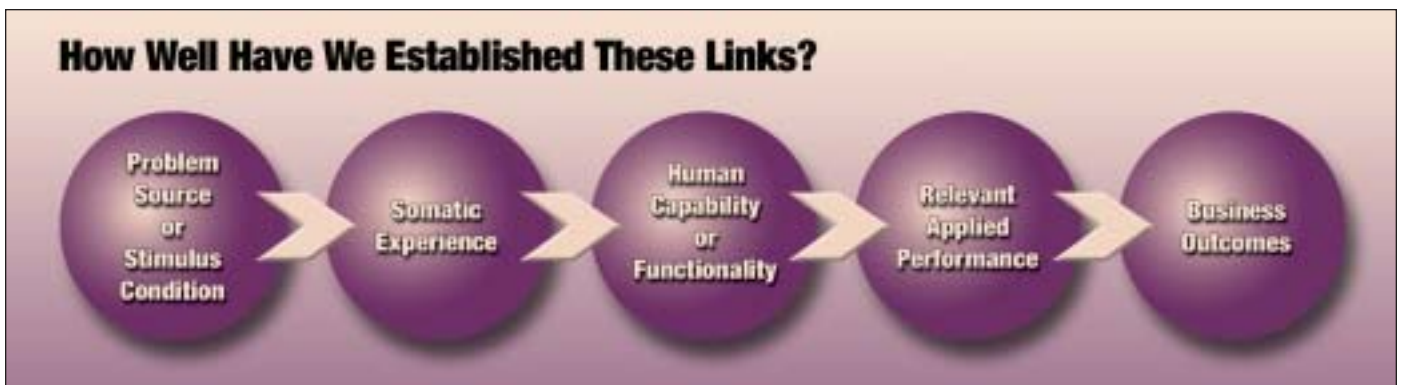 How Well Have We Established These Links?
Problem
Source
or
Stimulus
Condition
Somatic
Experience
Human
Capability
or
Functionality
Relevant
Applied
Performance
Business
Outcomes